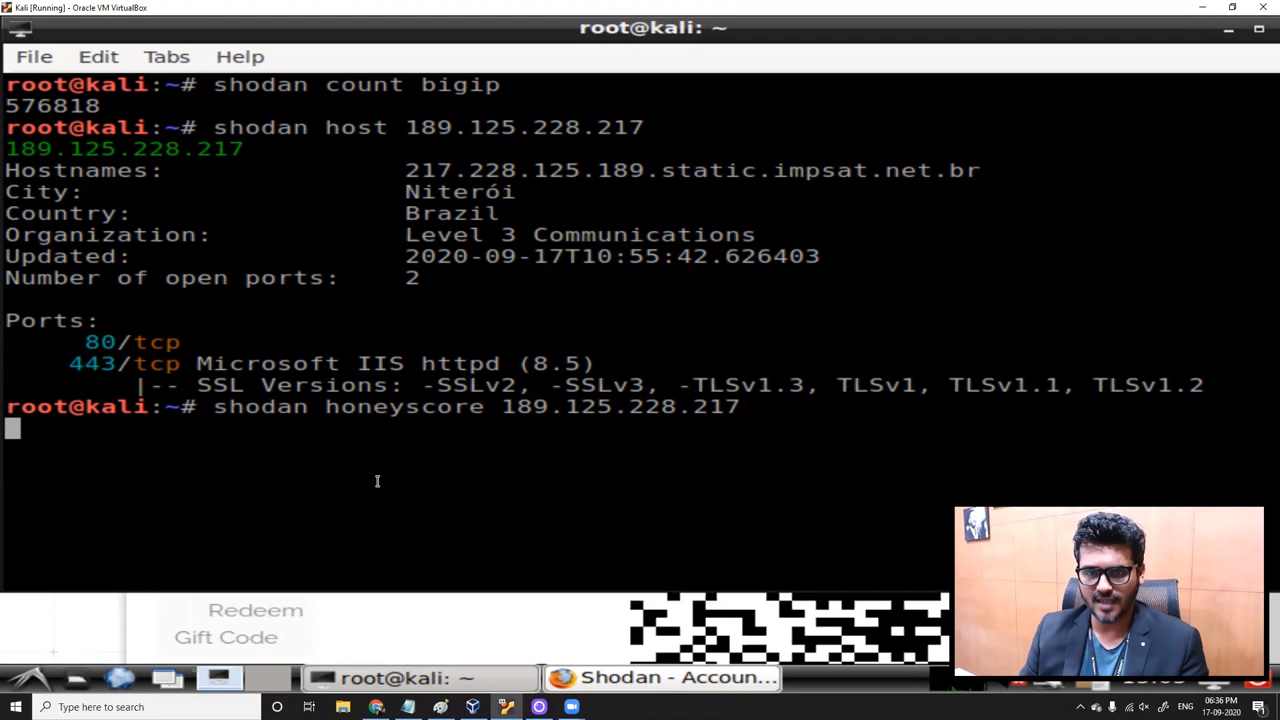 Kali [Running] - Oracle VM VirtualBox
root@kali: ~
File Edit Tabs Help
root@kali:~# shodan count bigip
576818
root@kali:~# shodan host 189.125.228.217
189.125.228.217
Hostnames: 217.228.125.189.static.impsat.net.br
City: Niterói
Country: Brazil
Organization: Level 3 Communications
Updated: 2020-09-17T10:55:42.626403
Number of open ports: 2
Ports:
80/tcp
443/tcp Microsoft IIS httpd (8.5)
|-- SSL Versions: -SSLv2, -SSLv3, -TLSv1.3, TLSv1, TLSv1.1, TLSv1.2
root@kali:~# shodan honeyscore 189.125.228.217
Redeem
Gift Code
root@kali: ~
Shodan - Accoun...
Type here to search
ENG
06:36 PM
17-09-2020